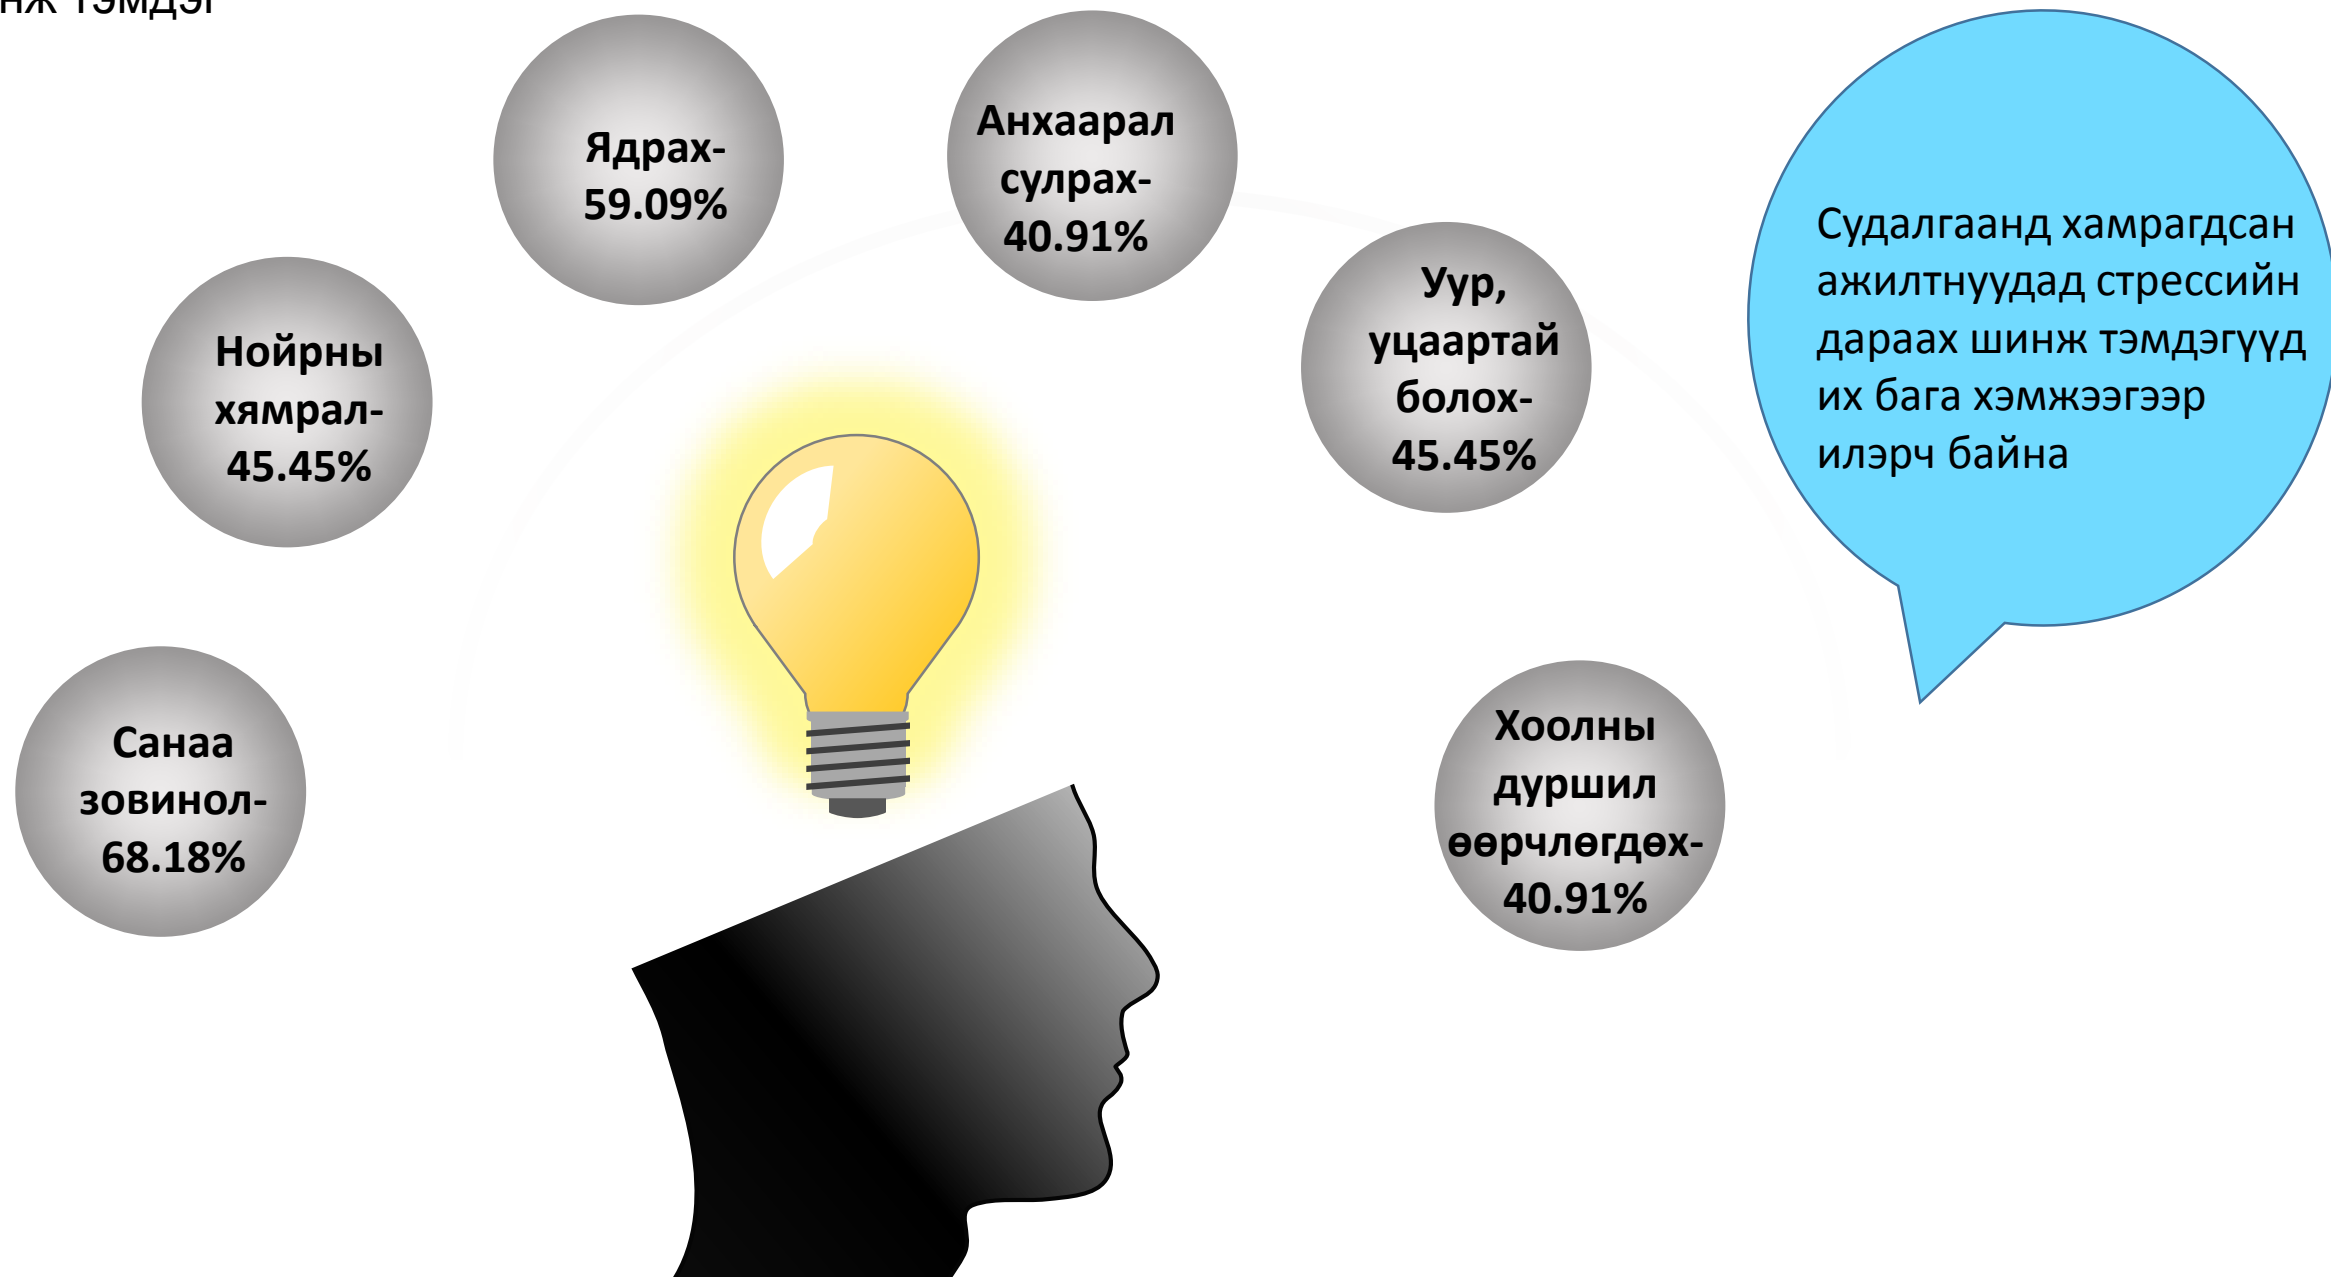 тэмдэг
Ядрах-
59.09%
Анхаарал
сулрах-
40.91%
Нойрны
хямрал-
45.45%
Уур,
уцаартай
болох-
45.45%
Судалгаанд хамрагдсан
ажилтнуудад стрессийн
дараах шинж тэмдэгүүд
их бага хэмжээгээр
илэрч байна
Санаа
зовинол-
68.18%
Хоолны
дуршил
өөрчлөгдөх-
40.91%